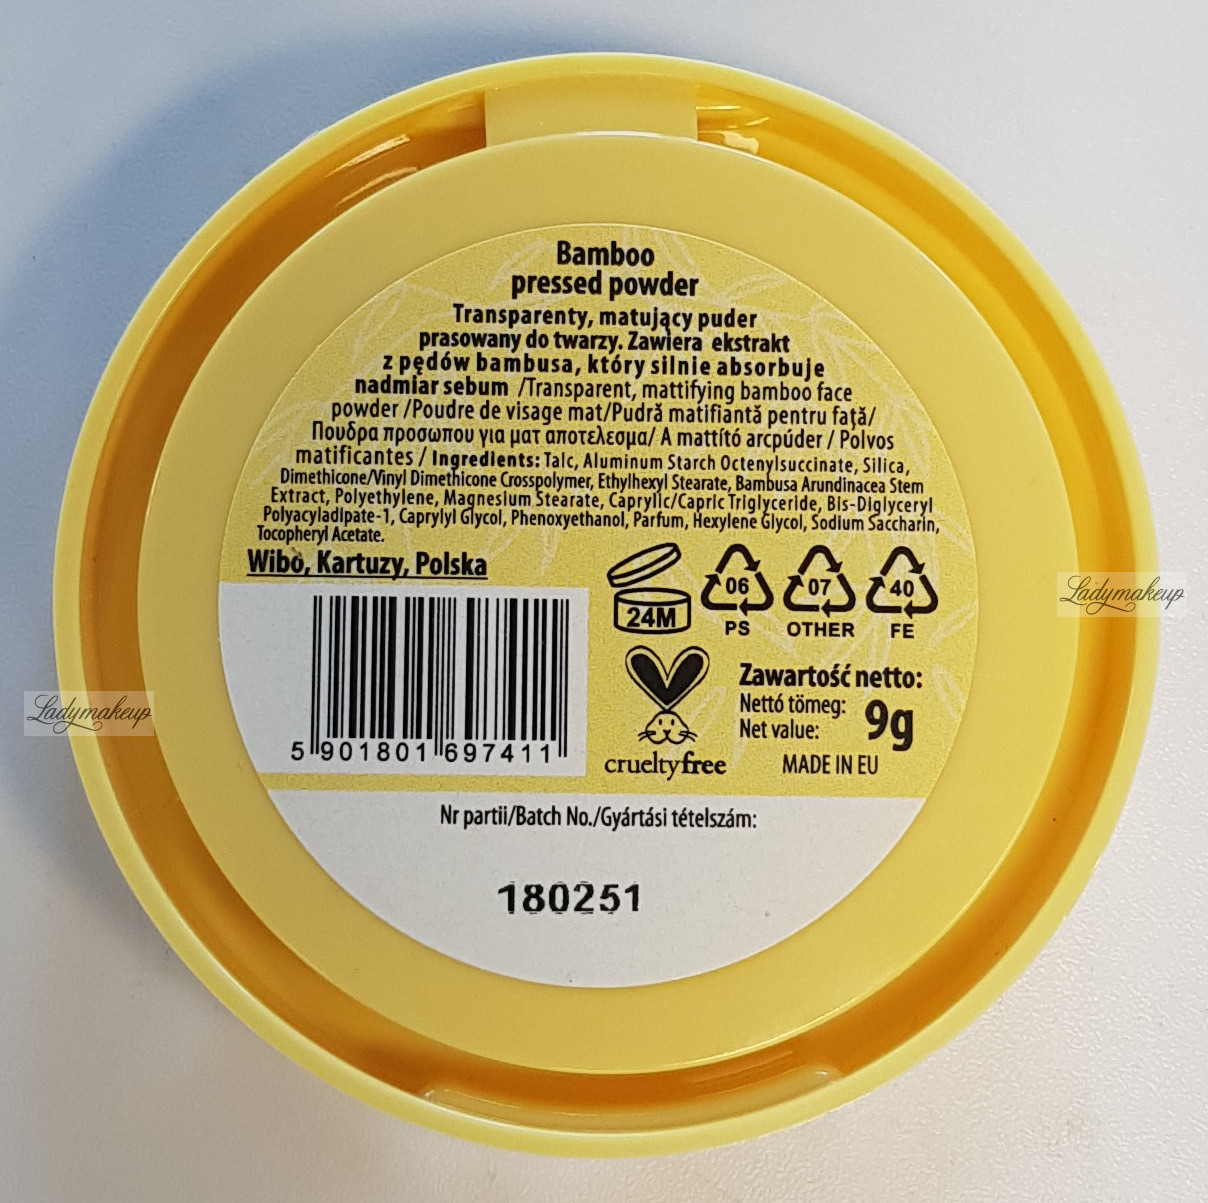 Bamboo
pressed powder
Transparenty, matujący puder
prasowany do twarzy. Zawiera ekstrakt
z pędów bambusa, który silnie absorbuje
nadmiar sebum /Transparent, mattifying bamboo face
powder /Poudre de visage mat/Pudră matifiantă pentru față/
Πουδρα προσωπου για ματ αποτελεσμα/ A mattító arcpúder / Polvos
matificantes / Ingredients: Talc, Aluminum Starch Octenylsuccinate, Silica,
Dimethicone/Vinyl Dimethicone Crosspolymer, Ethylhexyl Stearate, Bambusa Arundinacea Stem
Extract, Polyethylene, Magnesium Stearate, Caprylic/Capric Triglyceride, Bis-Diglyceryl
Polyacyladipate-1, Caprylyl Glycol, Phenoxyethanol, Parfum, Hexylene Glycol, Sodium Saccharin,
Tocopheryl Acetate.
Wibo, Kartuzy, Polska
24M
06
PS
07
OTHER
40
FE
5 901801 697411
crueltyfree
Zawartość netto:
Nettó tömeg:
Net value:
9g
MADE IN EU
Nr partii/Batch No./Gyártási tételszám:
180251
Ladymakeup
Ladymakeup